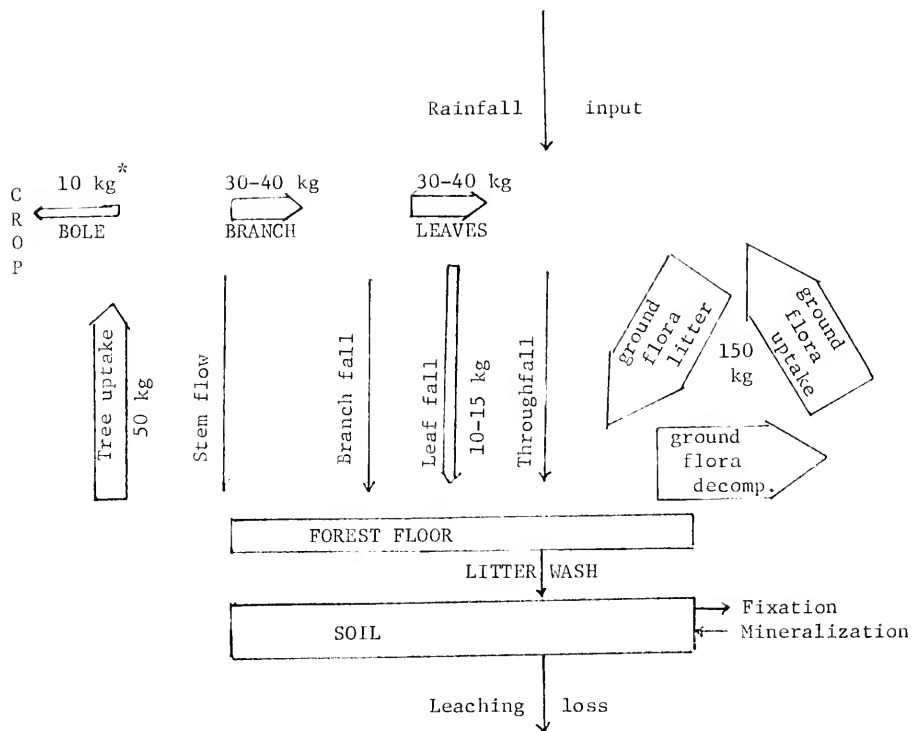 Rainfall input
C
R
O
P
10 kg*
BOLE
30-40 kg
BRANCH
30-40 kg
LEAVES
Tree uptake
50 kg
Stem flow
Branch fall
Leaf fall
10-15 kg
Throughfall
ground
flora
litter
150
kg
ground
flora
uptake
ground
flora
decomp.
FOREST FLOOR
LITTER WASH
SOIL
Fixation
Mineralization
Leaching loss